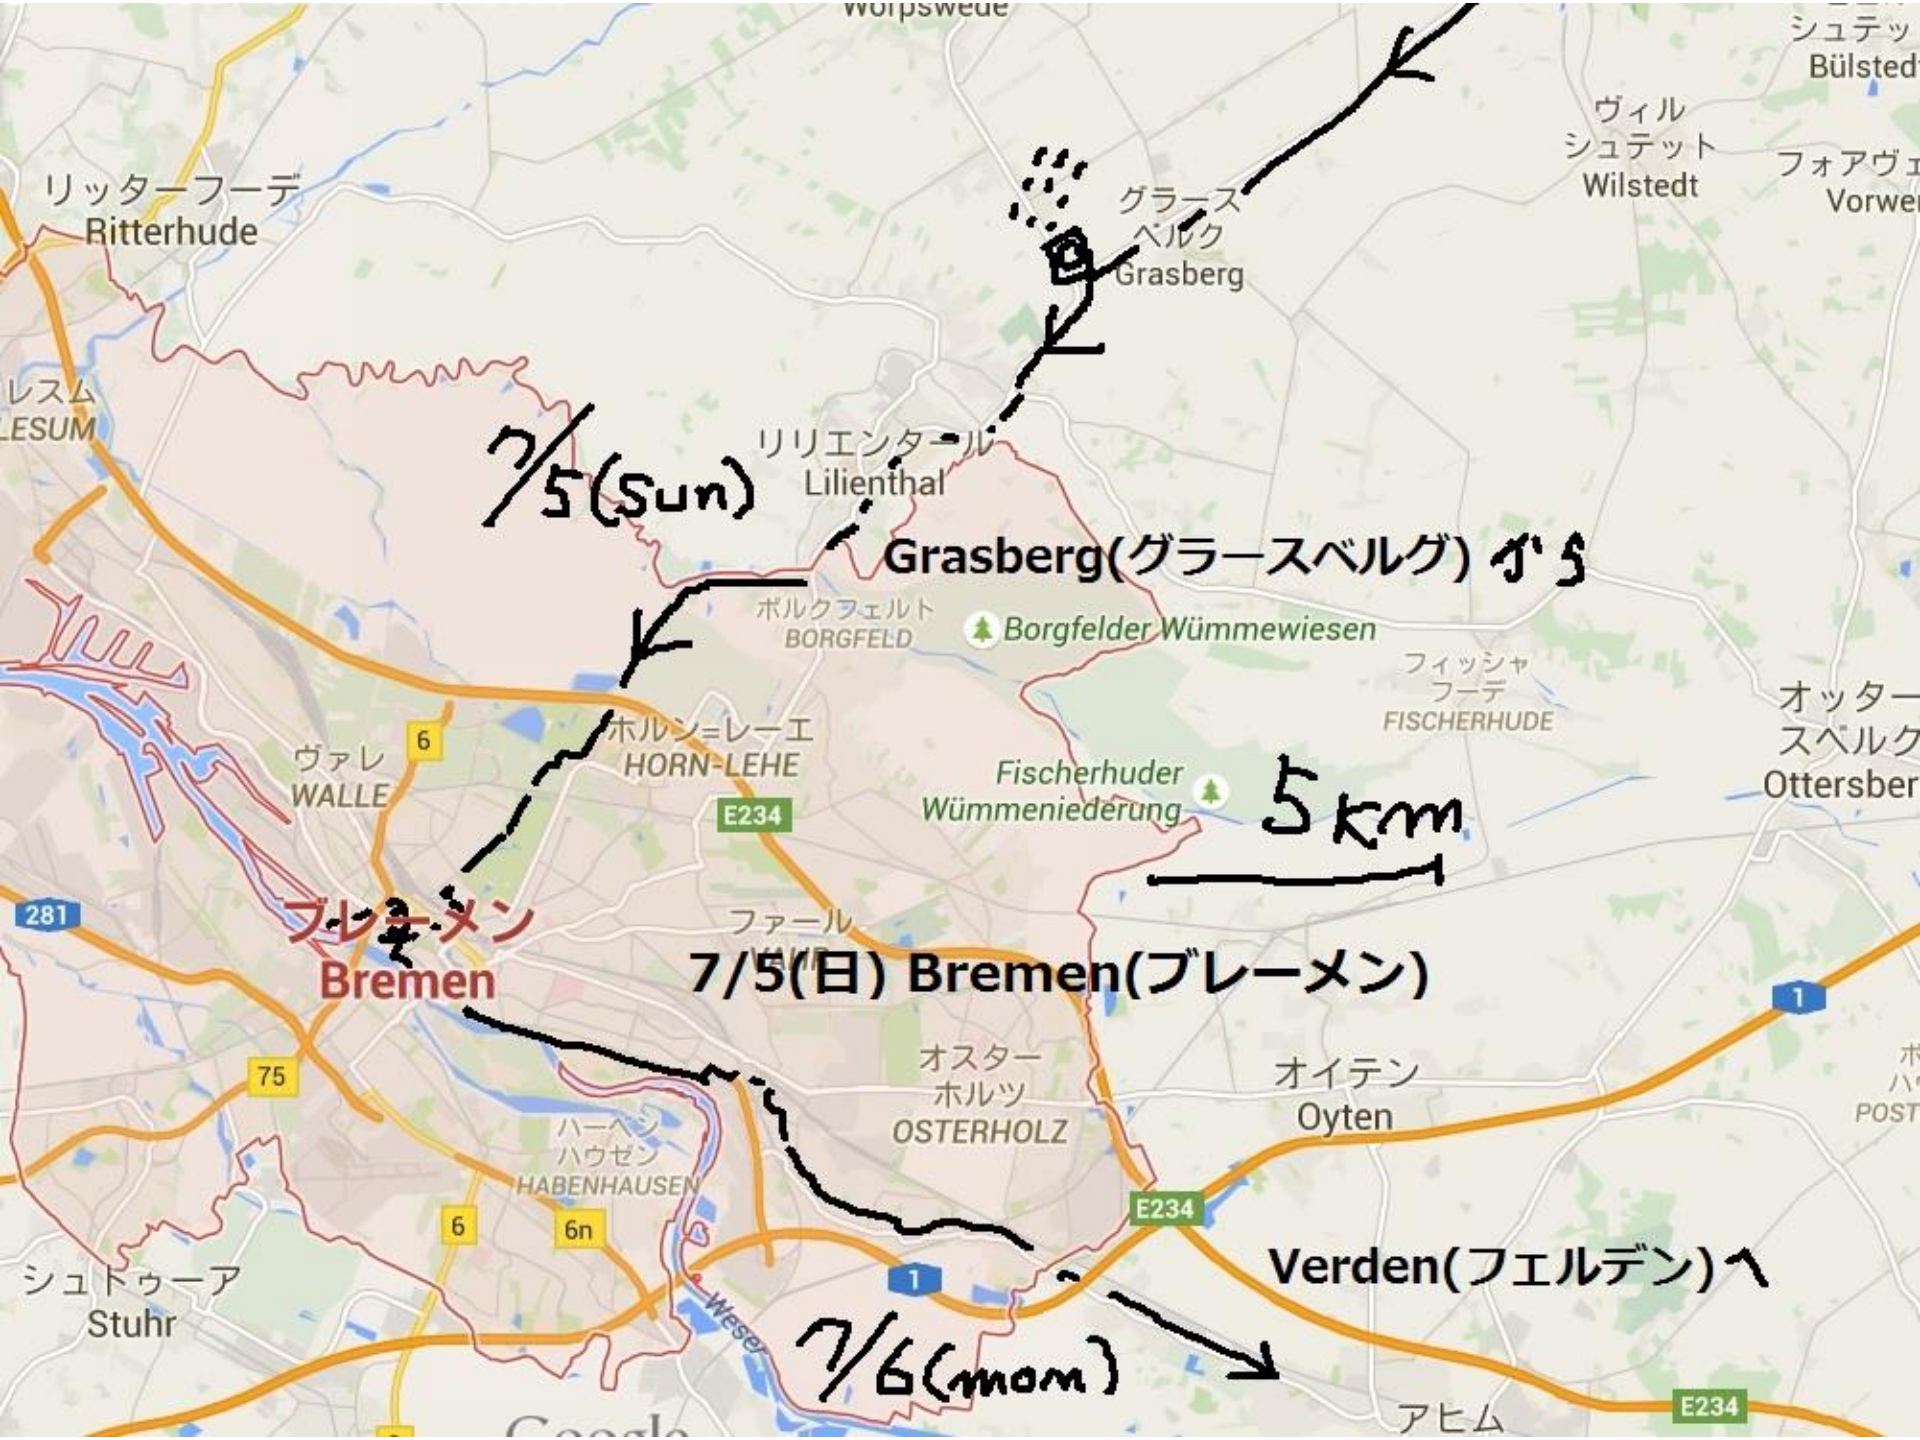 Worpswede
シュテッ
Bülsted
ヴィル
シュテット
Wilstedt
フォアヴェ
Vorwer
リッターフーデ
Ritterhude
グラース
ベルク
Grasberg
レスム
LESUM
7/5(Sun)
リリエンタール
Lilienthal
Grasberg(グラースベルグ) から
ボルクフェルト
BORGFELD
Borgfelder Wümmewiesen
フィッシャ
フーデ
FISCHERHUDE
オッター
スベルク
Ottersber
6
ホルン=レーエ
HORN-LEHE
ヴァレ
WALLE
E234
Fischerhuder
Wümmeniederung
5km
281
ブレーメン
Bremen
ファール
VAHR
7/5(日) Bremen(ブレーメン)
1
75
オスター
ホルツ
OSTERHOLZ
オイテン
Oyten
POST
ハーベン
ハウゼン
HABENHAUSEN
6
6n
E234
シュトゥーア
Stuhr
1
Verden(フェルデン)へ
Weser
7/6(mon)
アヒム
E234
Google